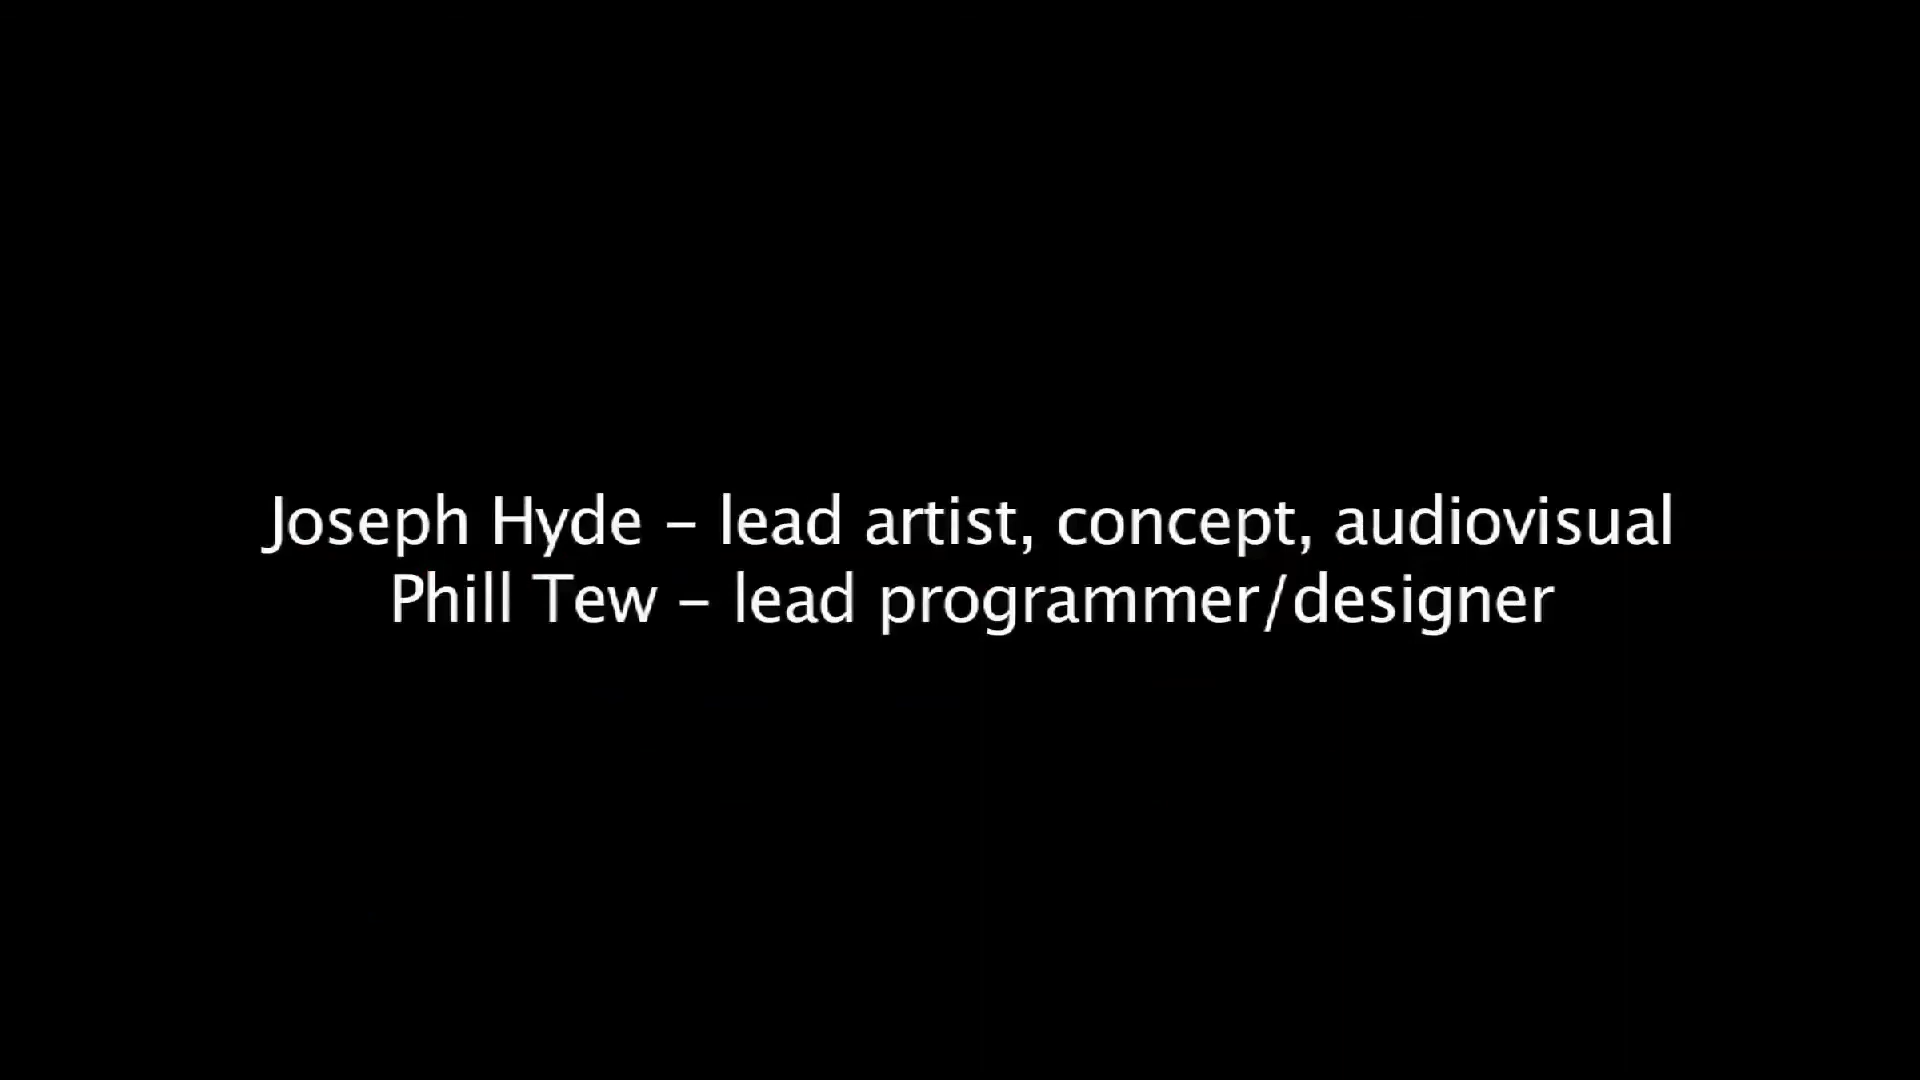 Joseph Hyde – lead artist, concept, audiovisual
Phill Tew – lead programmer/designer